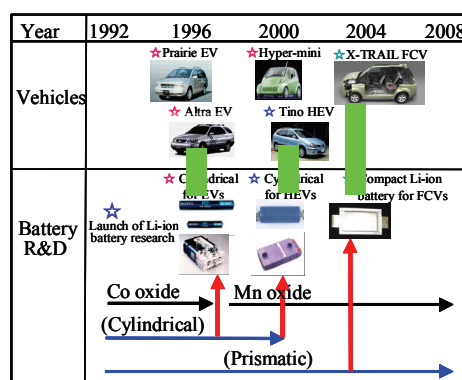 Year 1992 1996 2000 2004 2008
Vehicles
☆Prairie EV ☆Hyper-mini ☆X-TRAIL FCV
☆ Altra EV ☆ Tino HEV
Battery
R&D
Launch of Li-ion
battery research
for EVs
for HEVs
Compact Li-ion
battery for FCVs
Co oxide Mn oxide
(Cylindrical)
(Prismatic)